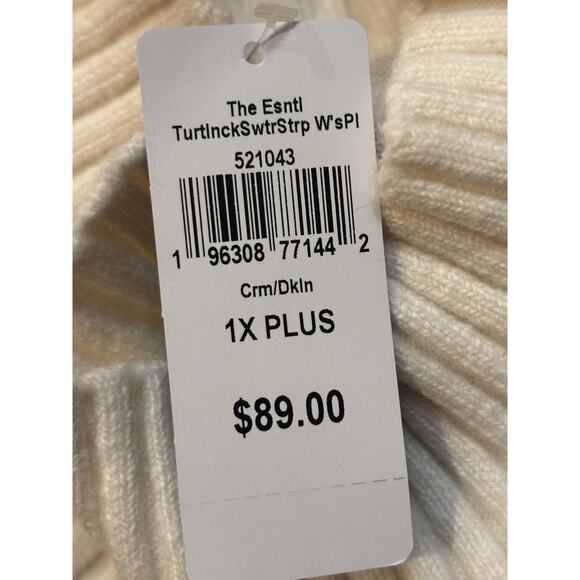 The Esntl
TurtlnckSwtrStrp W'sPl
521043
1 96308 77144 2
Crm/Dkln
1X PLUS
$89.00